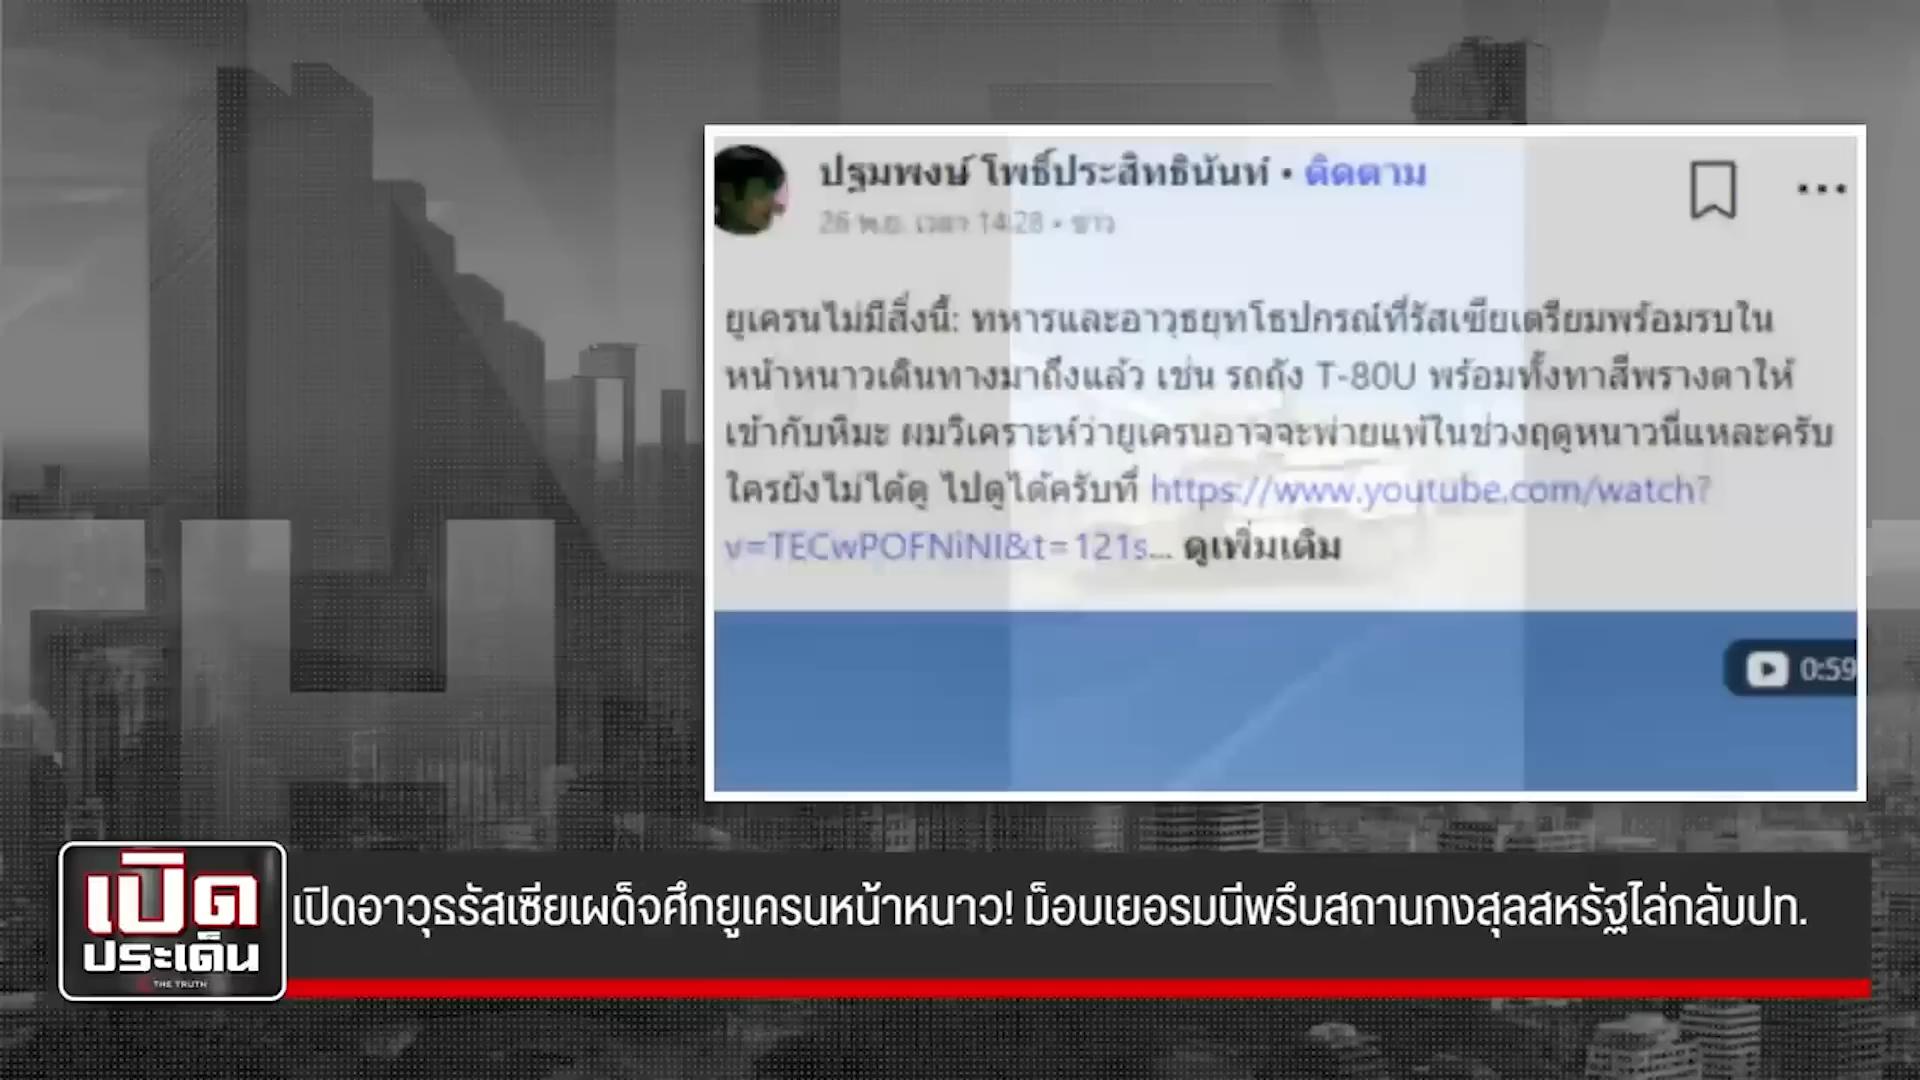 ปฐมพงษ์ โพธิ์ประสิทธินันท์ • ติดตาม
26 พ.ย. เวลา 14:28 • ข่าว
ยูเครนไม่มีสิ่งนี้: ทหารและอาวุธยุทโธปกรณ์ที่รัสเซียเตรียมพร้อมรบใน
หน้าหนาวเดินทางมาถึงแล้ว เช่น รถถัง T-80U พร้อมทั้งทาสีพรางตาให้
เข้ากับหิมะ ผมวิเคราะห์ว่ายูเครนอาจจะพ่ายแพ้ในช่วงฤดูหนาวนี่แหละครับ
ใครยังไม่ได้ดู ไปดูได้ครับที่ https://www.youtube.com/watch?
v=TECwPOFNiNI&t=121s... ดูเพิ่มเติม
0:59
เปิด
ประเด็น
THE TRUTH
เปิดอาวุธรัสเซียเผด็จศึกยูเครนหน้าหนาว! ม็อบเยอรมนีพรึ่บสถานกงสุลสหรัฐไล่กลับปท.